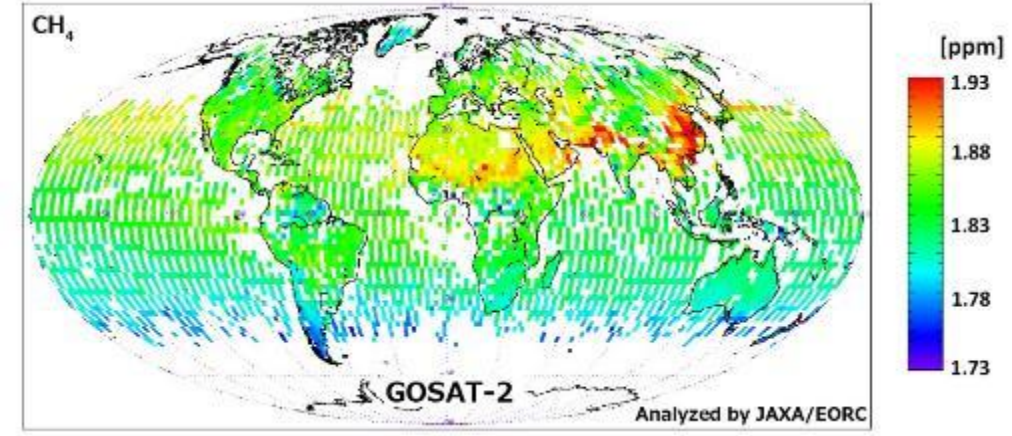 CH₄
[ppm]
1.93
1.88
1.83
1.78
1.73
GOSAT-2
Analyzed by JAXA/EORC